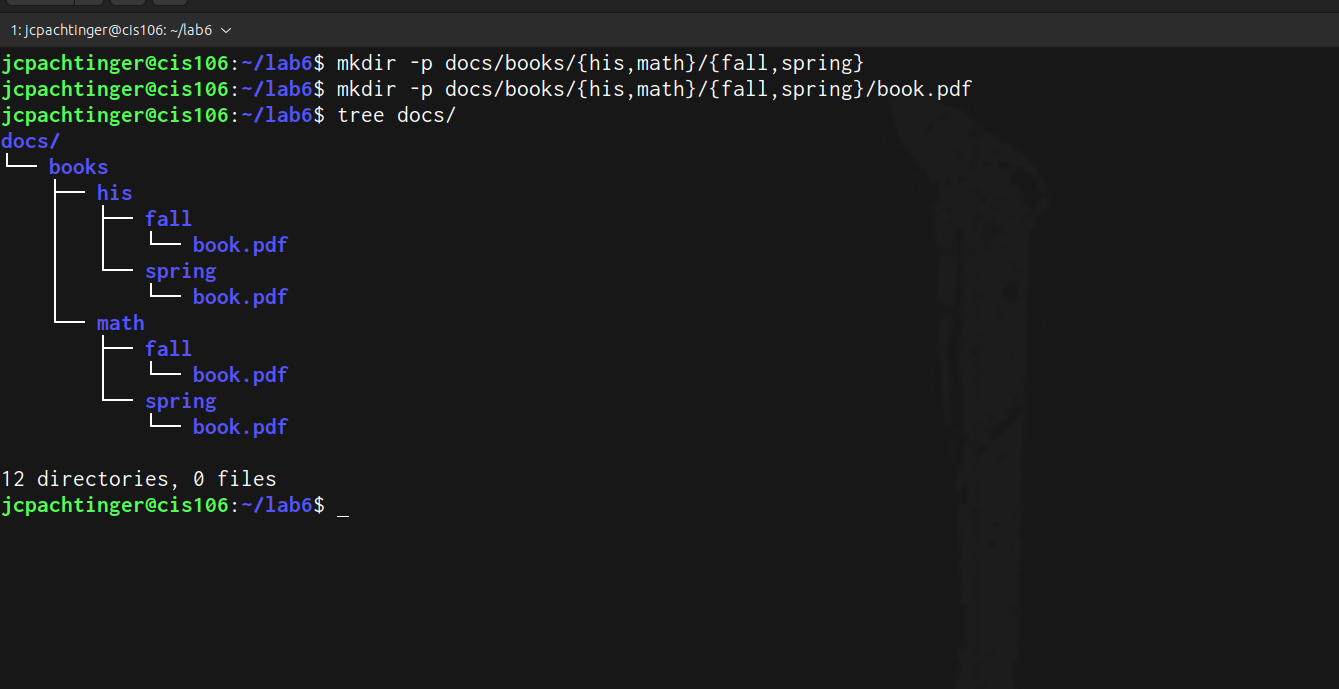 1: jcpachtinger@cis106: ~/lab6
jcpachtinger@cis106:~/lab6$ mkdir -p docs/books/{his,math}/{fall,spring}
jcpachtinger@cis106:~/lab6$ mkdir -p docs/books/{his,math}/{fall,spring}/book.pdf
jcpachtinger@cis106:~/lab6$ tree docs/
docs/
└── books
    ├── his
    │   ├── fall
    │   │   └── book.pdf
    │   └── spring
    │       └── book.pdf
    └── math
        ├── fall
        │   └── book.pdf
        └── spring
            └── book.pdf
12 directories, 0 files
jcpachtinger@cis106:~/lab6$ _